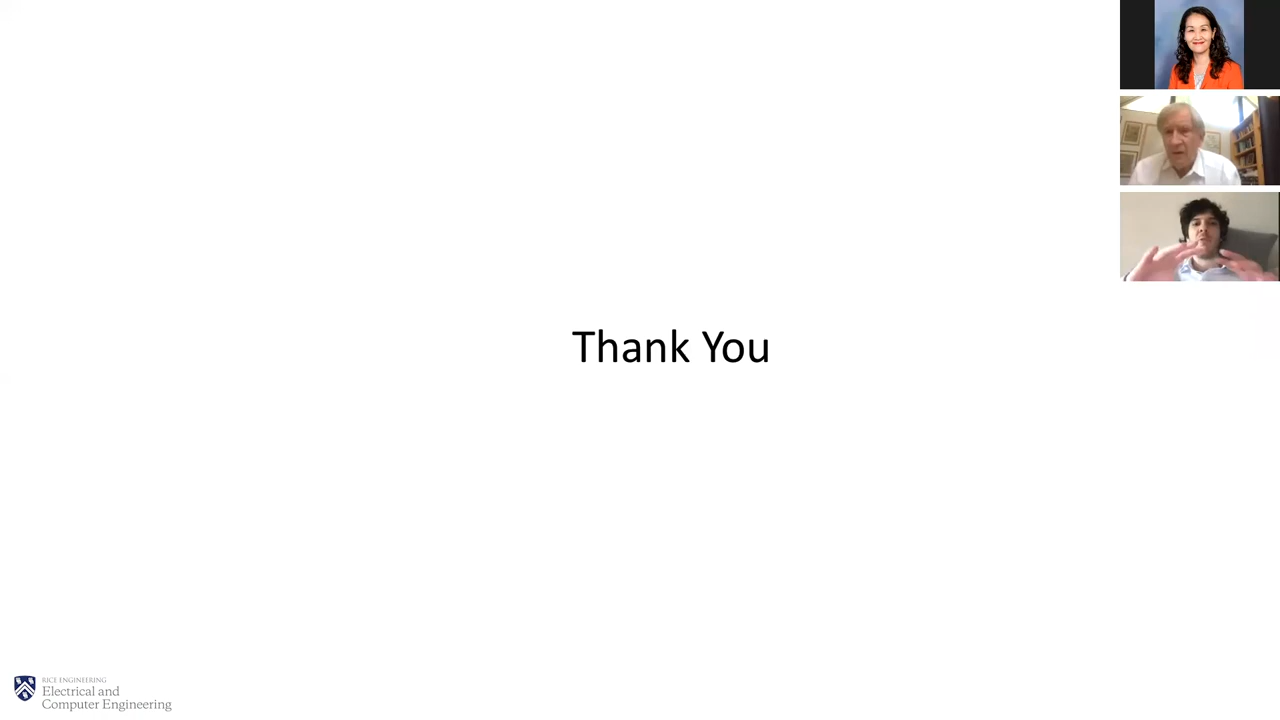 Thank You
RICE ENGINEERING
Electrical and
Computer Engineering